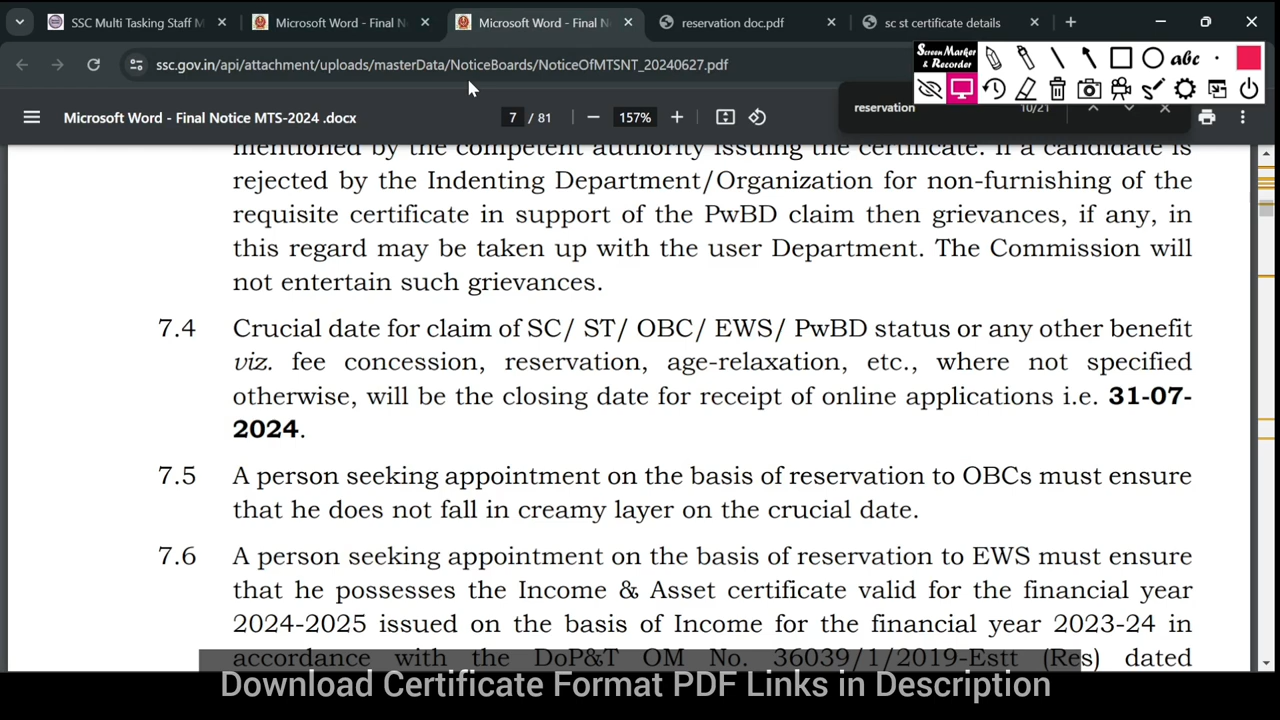 SSC Multi Tasking Staff M
Microsoft Word - Final N
Microsoft Word - Final N
reservation doc.pdf
sc st certificate details
Screen Marker
& Recorder
abc
ssc.gov.in/api/attachment/uploads/masterData/NoticeBoards/NoticeOfMTSNT_20240627.pdf
reservation 10/21
Microsoft Word - Final Notice MTS-2024 .docx 7 / 81 157%
mentioned by the competent authority issuing the certificate. If a candidate is
rejected by the Indenting Department/Organization for non-furnishing of the
requisite certificate in support of the PwBD claim then grievances, if any, in
this regard may be taken up with the user Department. The Commission will
not entertain such grievances.
7.4 Crucial date for claim of SC/ ST/ OBC/ EWS/ PwBD status or any other benefit
viz. fee concession, reservation, age-relaxation, etc., where not specified
otherwise, will be the closing date for receipt of online applications i.e. 31-07-
2024.
7.5 A person seeking appointment on the basis of reservation to OBCs must ensure
that he does not fall in creamy layer on the crucial date.
7.6 A person seeking appointment on the basis of reservation to EWS must ensure
that he possesses the Income & Asset certificate valid for the financial year
2024-2025 issued on the basis of Income for the financial year 2023-24 in
accordance with the DoP&T OM No. 36039/1/2019-Estt (Res) dated
Download Certificate Format PDF Links in Description